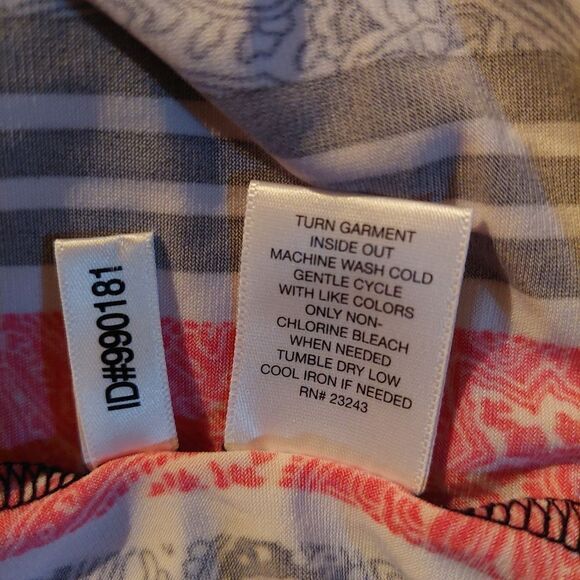 ID#990181
TURN GARMENT
INSIDE OUT
MACHINE WASH COLD
GENTLE CYCLE
WITH LIKE COLORS
ONLY NON-
CHLORINE BLEACH
WHEN NEEDED
TUMBLE DRY LOW
COOL IRON IF NEEDED
RN# 23243